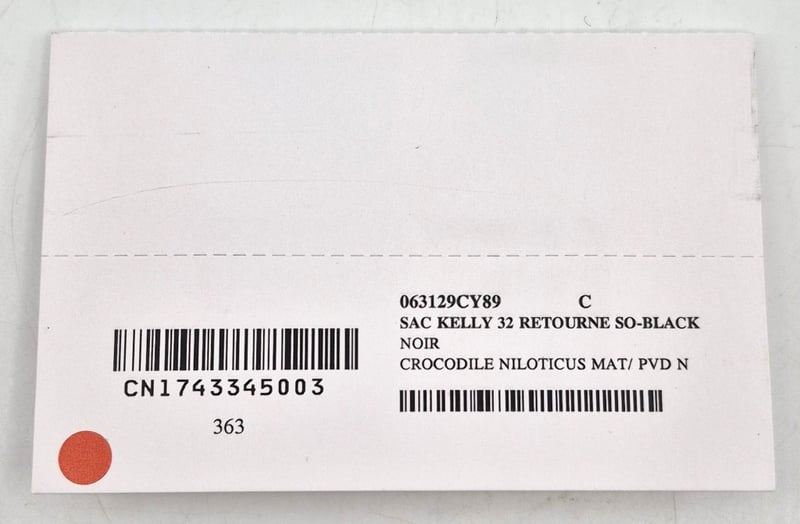 063129CY89 C
SAC KELLY 32 RETOURNE SO-BLACK
NOIR
CROCODILE NILOTICUS MAT/ PVD N
CN1743345003
363